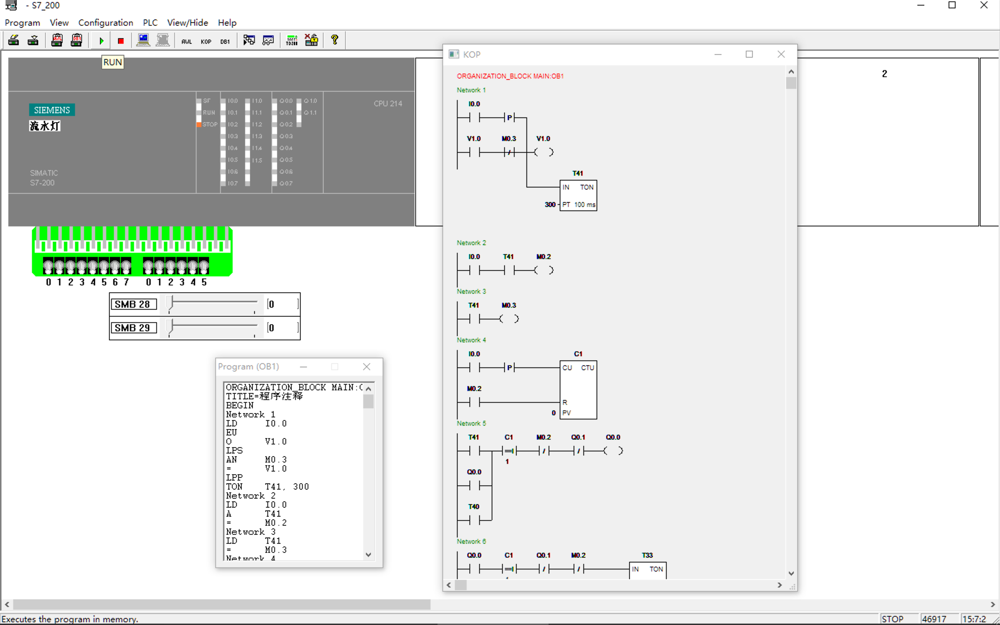 - S7_200
Program View Configuration PLC View/Hide Help
AWL KOP DB1 TD200 ?
RUN
SIEMENS
流水灯
SIMATIC
S7-200
SF I0.0 I1.0 Q0.0 Q1.0
RUN I0.1 I1.1 Q0.1 Q1.1
STOP I0.2 I1.2 Q0.2
I0.3 I1.3 Q0.3
I0.4 I1.4 Q0.4
I0.5 I1.5 Q0.5
I0.6 Q0.6
I0.7 Q0.7
CPU 214
2
0 1 2 3 4 5 6 7 0 1 2 3 4 5
SMB 28 [0 ]
SMB 29 [0 ]
Program (OB1)
ORGANIZATION_BLOCK MAIN:
TITLE=程序注释
BEGIN
Network 1
LD I0.0
EU
O V1.0
LPS
AN M0.3
= V1.0
LPP
TON T41, 300
Network 2
LD I0.0
A T41
= M0.2
Network 3
LD T41
= M0.3
Network 4
KOP
ORGANIZATION_BLOCK MAIN:OB1
Network 1
I0.0
P
V1.0 M0.3 V1.0
/
T41
IN TON
300 PT 100 ms
Network 2
I0.0 T41 M0.2
Network 3
T41 M0.3
Network 4
I0.0 C1
P CU CTU
M0.2
R
0 PV
Network 5
T41 C1 M0.2 Q0.1 Q0.0
==I / /
1
Q0.0
T40
Network 6
Q0.0 C1 Q0.1 M0.2 T33
==I / / IN TON
Executes the program in memory.
STOP 46917 15:7:2